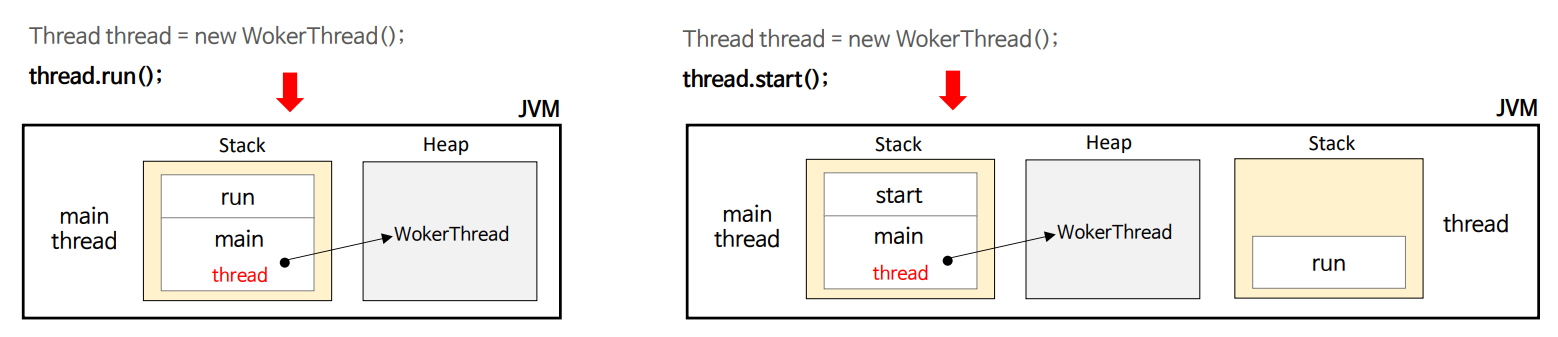 Thread thread = new WokerThread();
thread.run();
JVM
Stack
Heap
main
thread
run
main
thread
WokerThread
Thread thread = new WokerThread();
thread.start();
JVM
Stack
Heap
Stack
main
thread
start
main
thread
WokerThread
run
thread